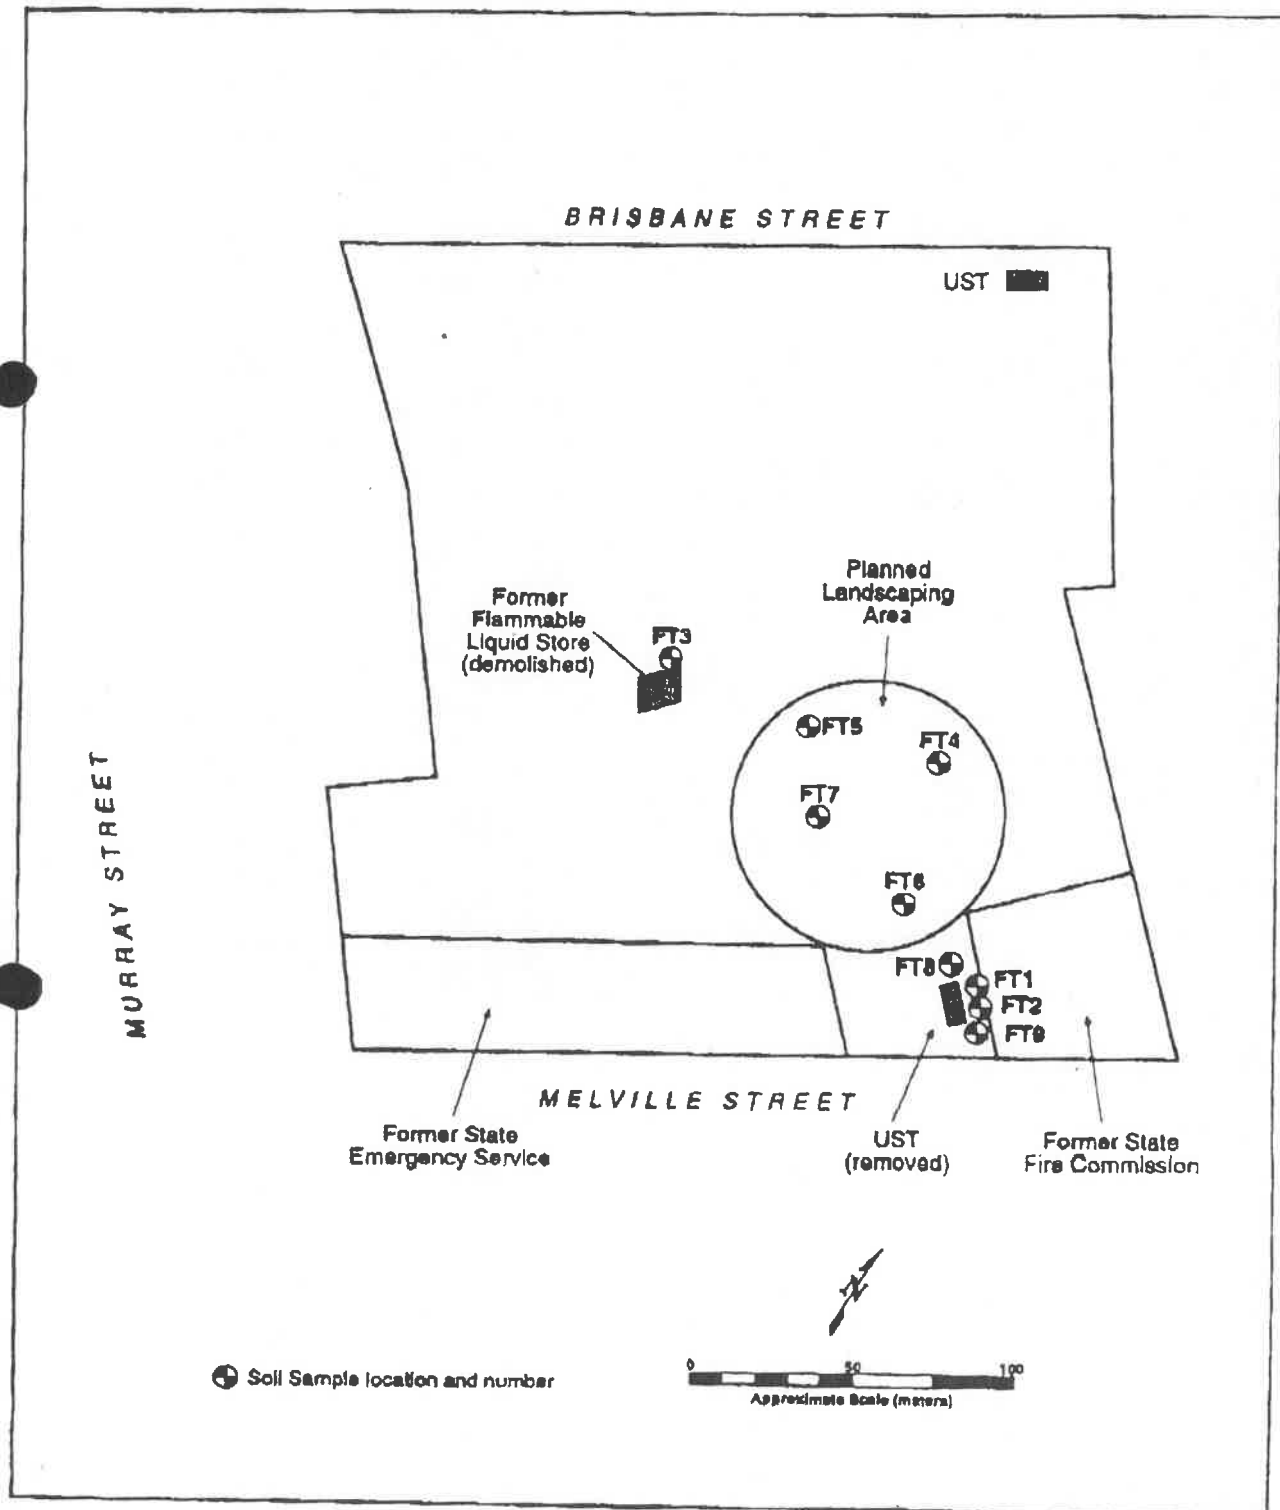 BRISBANE STREET
UST
Planned
Landscaping
Area
Former
Flammable
Liquid Store
(demolished)
FT3
FT5
FT4
FT7
FT6
MURRAY STREET
FT8
FT1
FT2
FT9
MELVILLE STREET
Former State
Emergency Service
UST
(removed)
Former State
Fire Commission
N
Soil Sample location and number
0 50 100
Approximate Scale (meters)